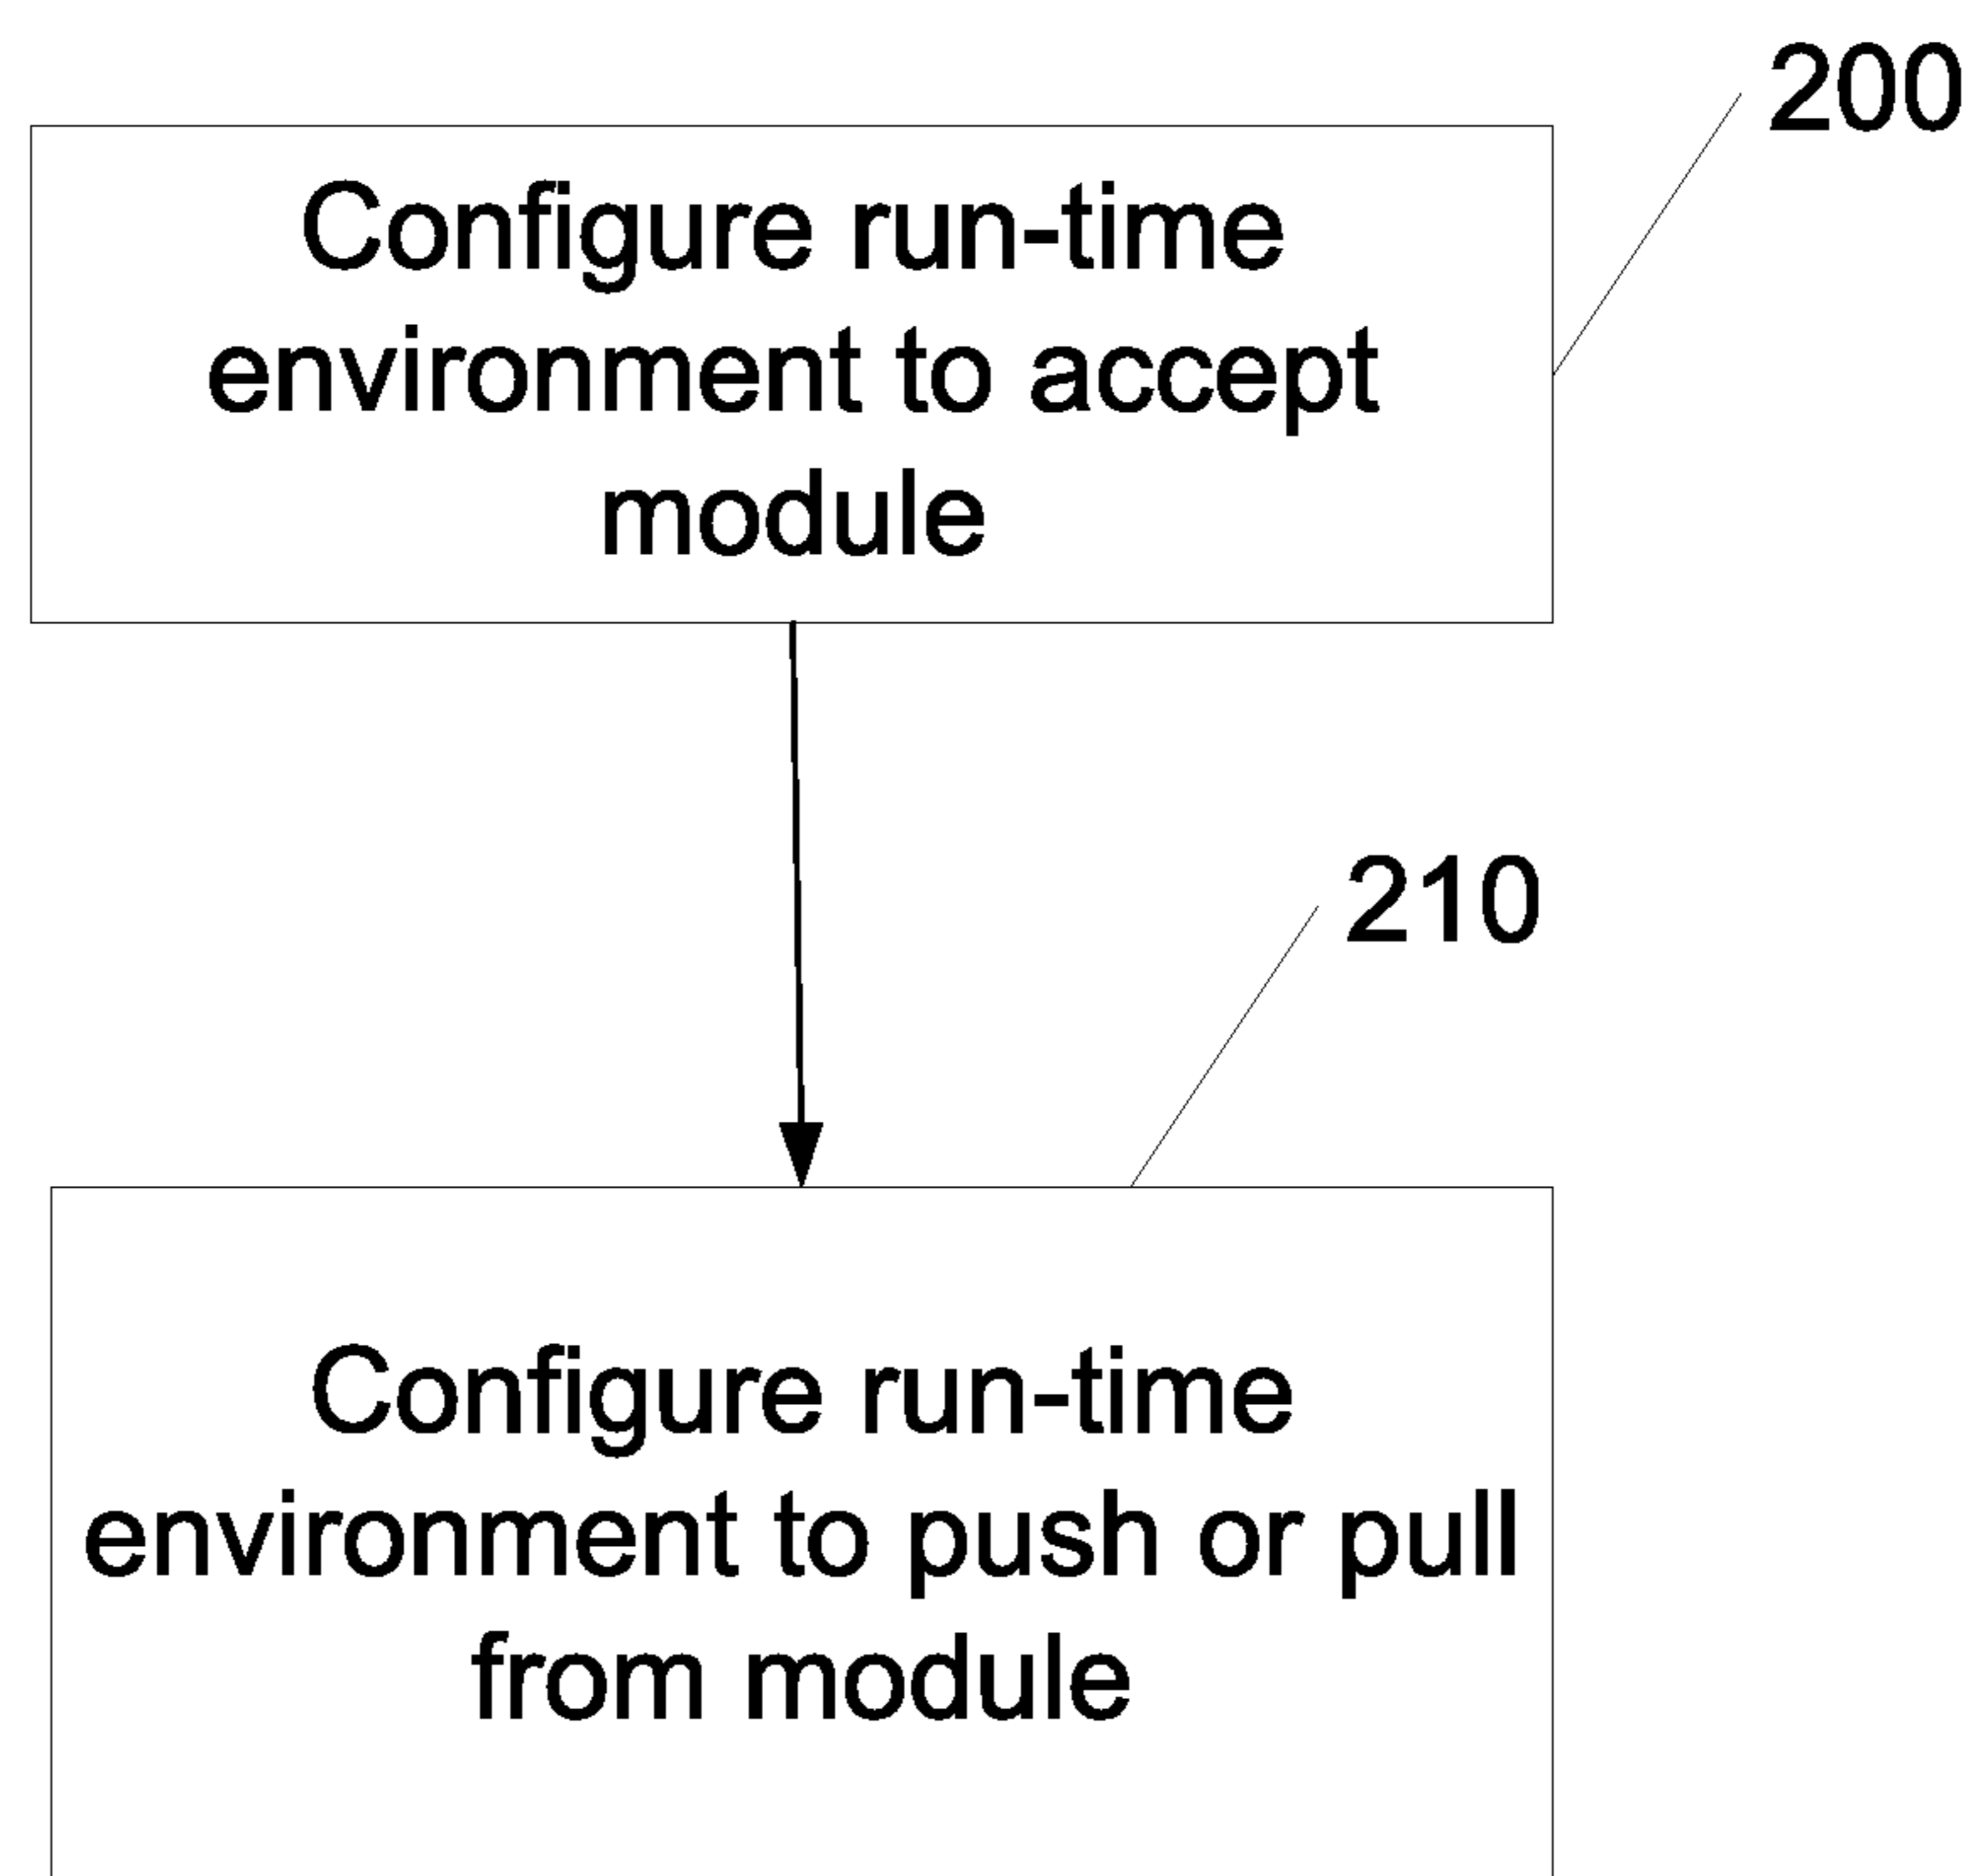 200
Configure run-time
environment to accept
module
210
Configure run-time
environment to push or pull
from module